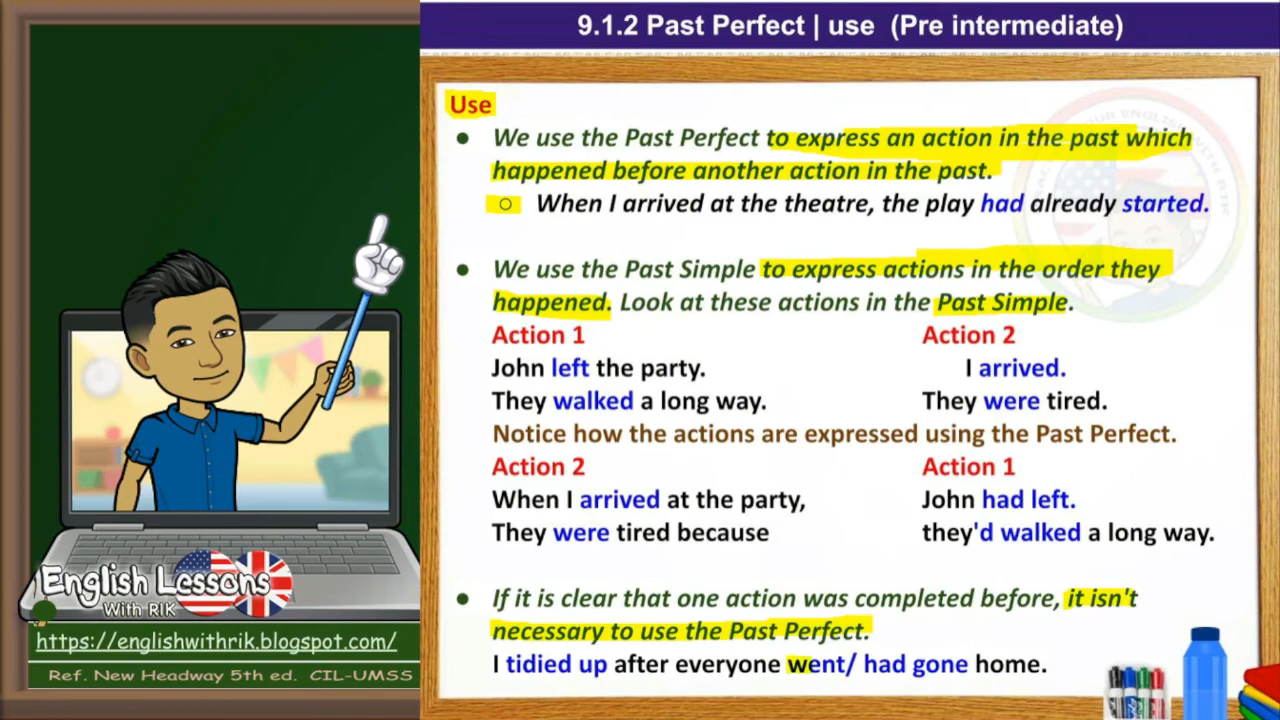 9.1.2 Past Perfect | use (Pre intermediate)
Use
● We use the Past Perfect to express an action in the past which
happened before another action in the past.
○ When I arrived at the theatre, the play had already started.
● We use the Past Simple to express actions in the order they
happened. Look at these actions in the Past Simple.
Action 1 Action 2
John left the party. I arrived.
They walked a long way. They were tired.
Notice how the actions are expressed using the Past Perfect.
Action 2 Action 1
When I arrived at the party, John had left.
They were tired because they'd walked a long way.
● If it is clear that one action was completed before, it isn't
necessary to use the Past Perfect.
I tidied up after everyone went/ had gone home.
English Lessons
With RIK
https://englishwithrik.blogspot.com/
Ref. New Headway 5th ed. CIL-UMSS